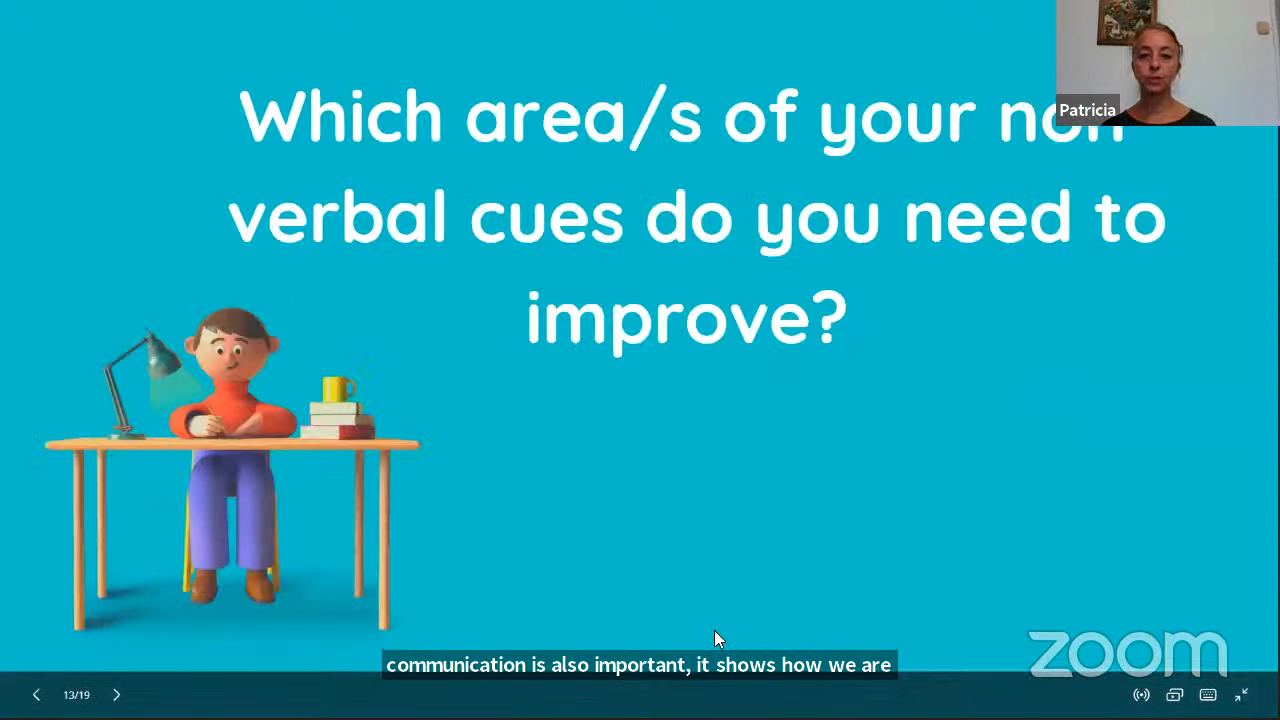 Which area/s of your non
verbal cues do you need to
improve?
Patricia
communication is also important, it shows how we are
zoom
13/19